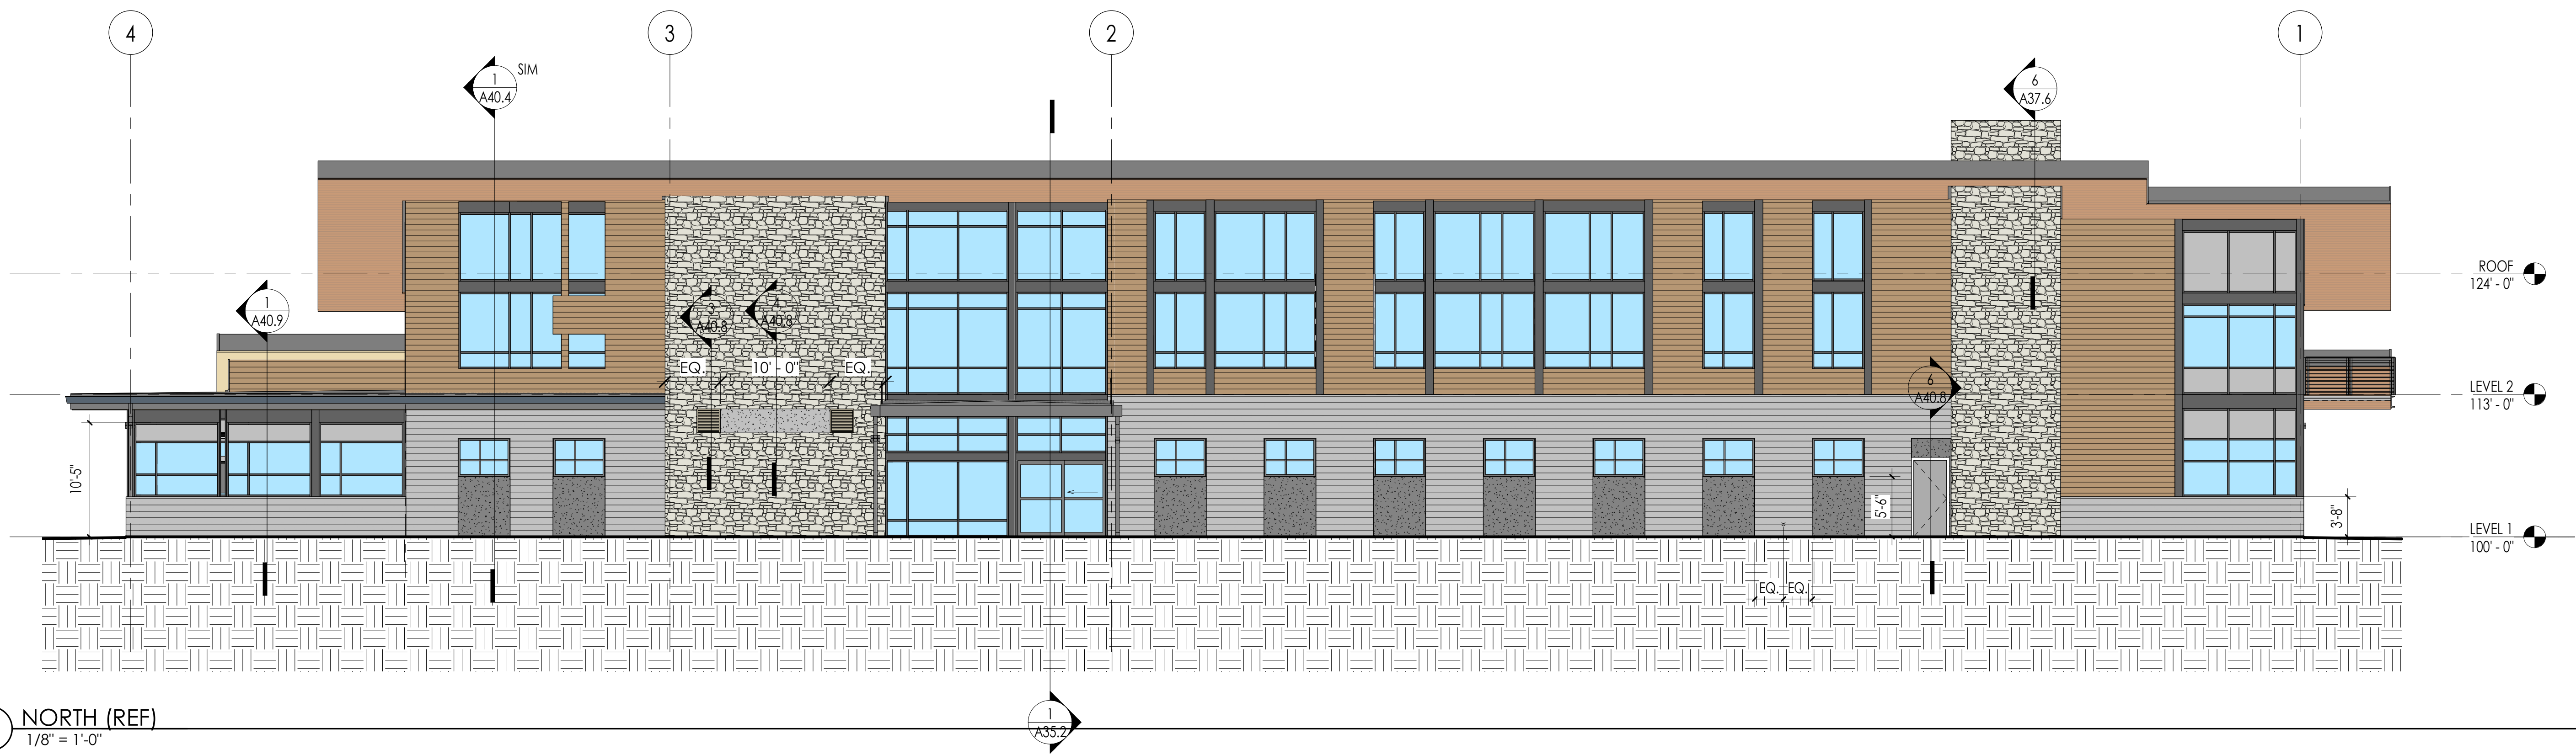 4
3
2
1
1
A40.4
SIM
6
A37.6
1
A40.9
3
A40.8
4
A40.8
EQ.
10' - 0"
EQ.
6
A40.8
ROOF
124' - 0"
LEVEL 2
113' - 0"
LEVEL 1
100' - 0"
10'-5"
5'-6"
3'-8"
EQ.
EQ.
1
A35.2
NORTH (REF)
1/8" = 1'-0"